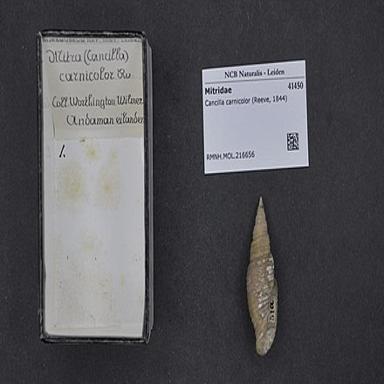 Mitra (Cancilla)
carnicolor Rv
Coll. Worthington Wilmer
Andaman eilanden
1.
NCB Naturalis - Leiden
Mitridae 41450
Cancilla carnicolor (Reeve, 1844)
RMNH.MOL.216656